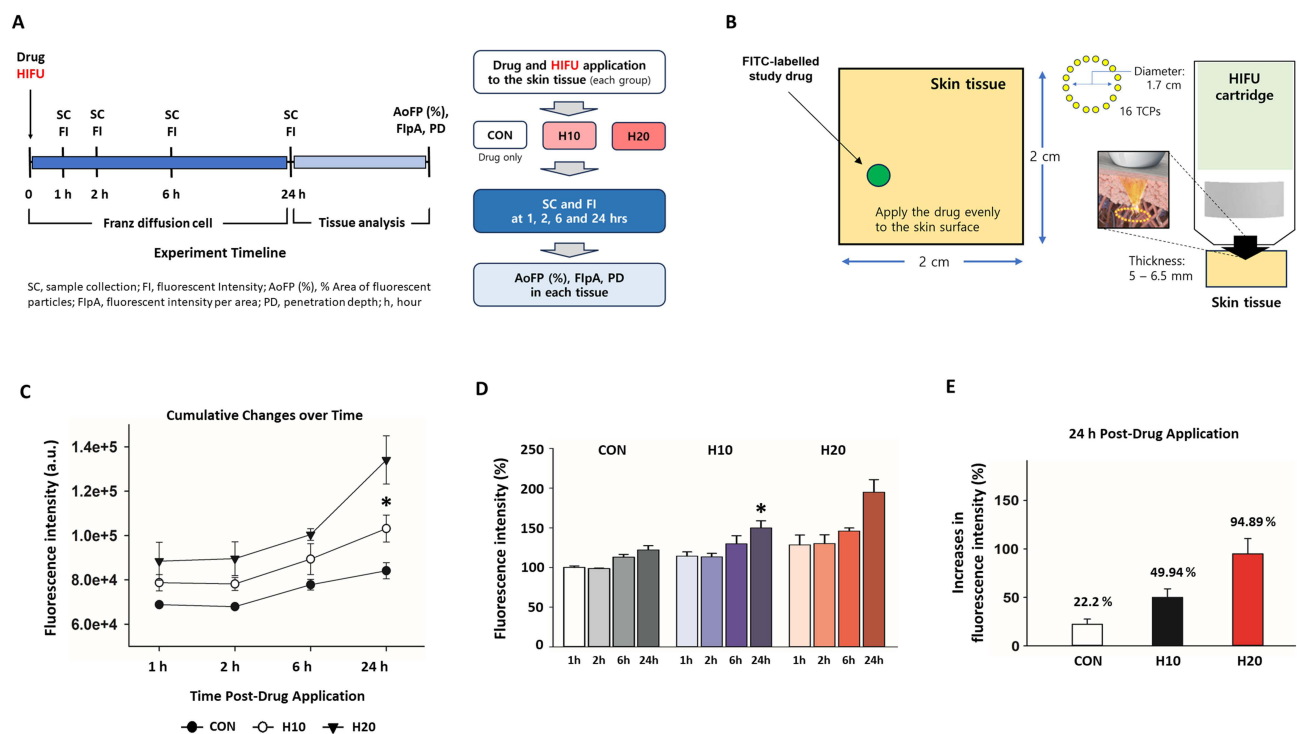 A
Drug
HIFU
SC
FI
SC
FI
SC
FI
SC
FI
AoFP (%),
FIpA, PD
0
1 h
2 h
6 h
24 h
Franz diffusion cell
Tissue analysis
Experiment Timeline
SC, sample collection; FI, fluorescent Intensity; AoFP (%), % Area of fluorescent
particles; FIpA, fluorescent intensity per area; PD, penetration depth; h, hour
Drug and HIFU application
to the skin tissue (each group)
CON
H10
H20
Drug only
SC and FI
at 1, 2, 6 and 24 hrs
AoFP (%), FIpA, PD
in each tissue
B
FITC-labelled
study drug
Skin tissue
Apply the drug evenly
to the skin surface
2 cm
2 cm
Diameter:
1.7 cm
16 TCPs
HIFU
cartridge
Thickness:
5 – 6.5 mm
Skin tissue
C
Cumulative Changes over Time
Fluorescence intensity (a.u.)
1.4e+5
1.2e+5
1.0e+5
8.0e+4
6.0e+4
*
1 h
2 h
6 h
24 h
Time Post-Drug Application
CON
H10
H20
D
Fluorescence intensity (%)
250
200
150
100
50
0
CON
H10
H20
*
1h
2h
6h
24h
1h
2h
6h
24h
1h
2h
6h
24h
E
24 h Post-Drug Application
Increases in
fluorescence intensity (%)
150
100
50
0
22.2 %
49.94 %
94.89 %
CON
H10
H20